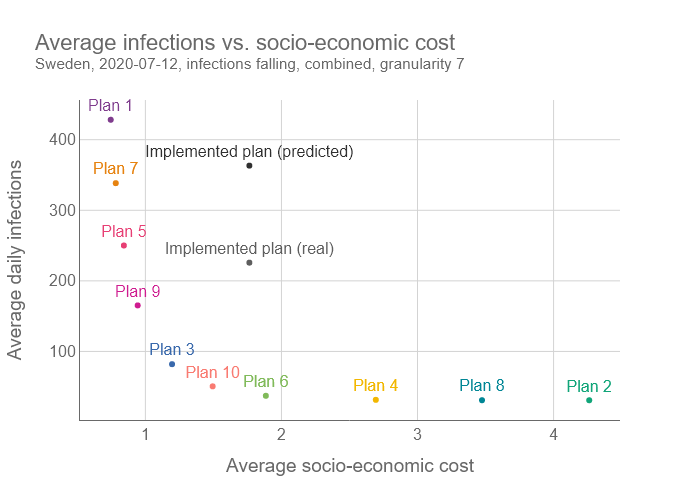 Average infections vs. socio-economic cost
Sweden, 2020-07-12, infections falling, combined, granularity 7
Plan 1
400
Implemented plan (predicted)
Plan 7
300
Plan 5
Implemented plan (real)
200
Plan 9
100
Plan 3
Plan 10
Plan 6
Plan 4
Plan 8
Plan 2
1
2
3
4
Average daily infections
Average socio-economic cost